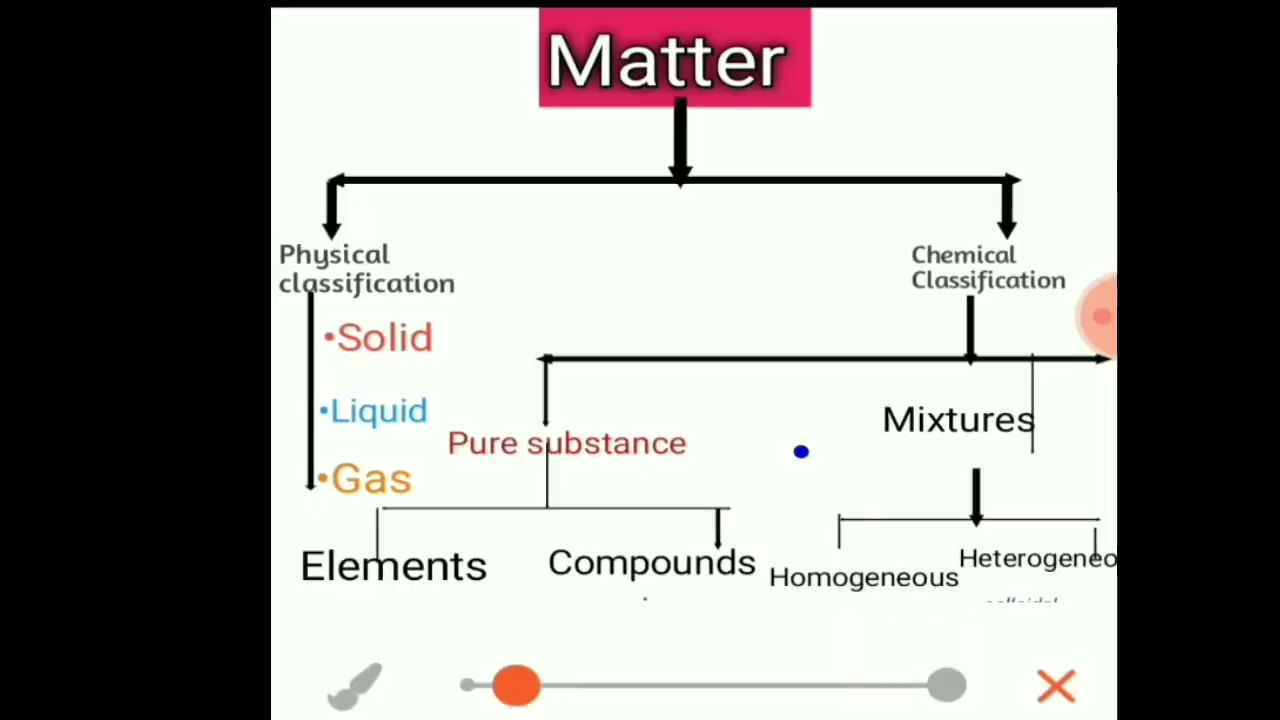 Matter
Physical
classification
Chemical
Classification
•Solid
•Liquid
•Gas
Pure substance
Mixtures
Elements
Compounds
Homogeneous
Heterogeneo